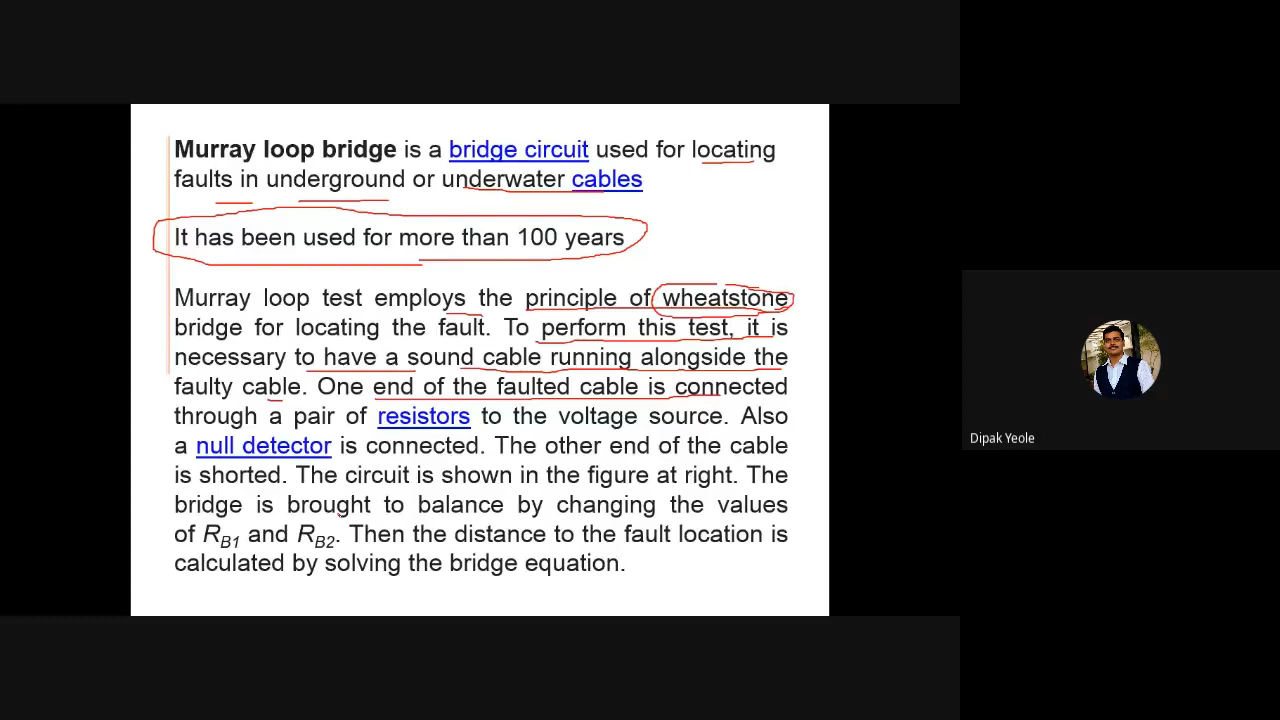 Murray loop bridge is a bridge circuit used for locating
faults in underground or underwater cables
It has been used for more than 100 years
Murray loop test employs the principle of wheatstone
bridge for locating the fault. To perform this test, it is
necessary to have a sound cable running alongside the
faulty cable. One end of the faulted cable is connected
through a pair of resistors to the voltage source. Also
a null detector is connected. The other end of the cable
is shorted. The circuit is shown in the figure at right. The
bridge is brought to balance by changing the values
of RB1 and RB2. Then the distance to the fault location is
calculated by solving the bridge equation.
Dipak Yeole